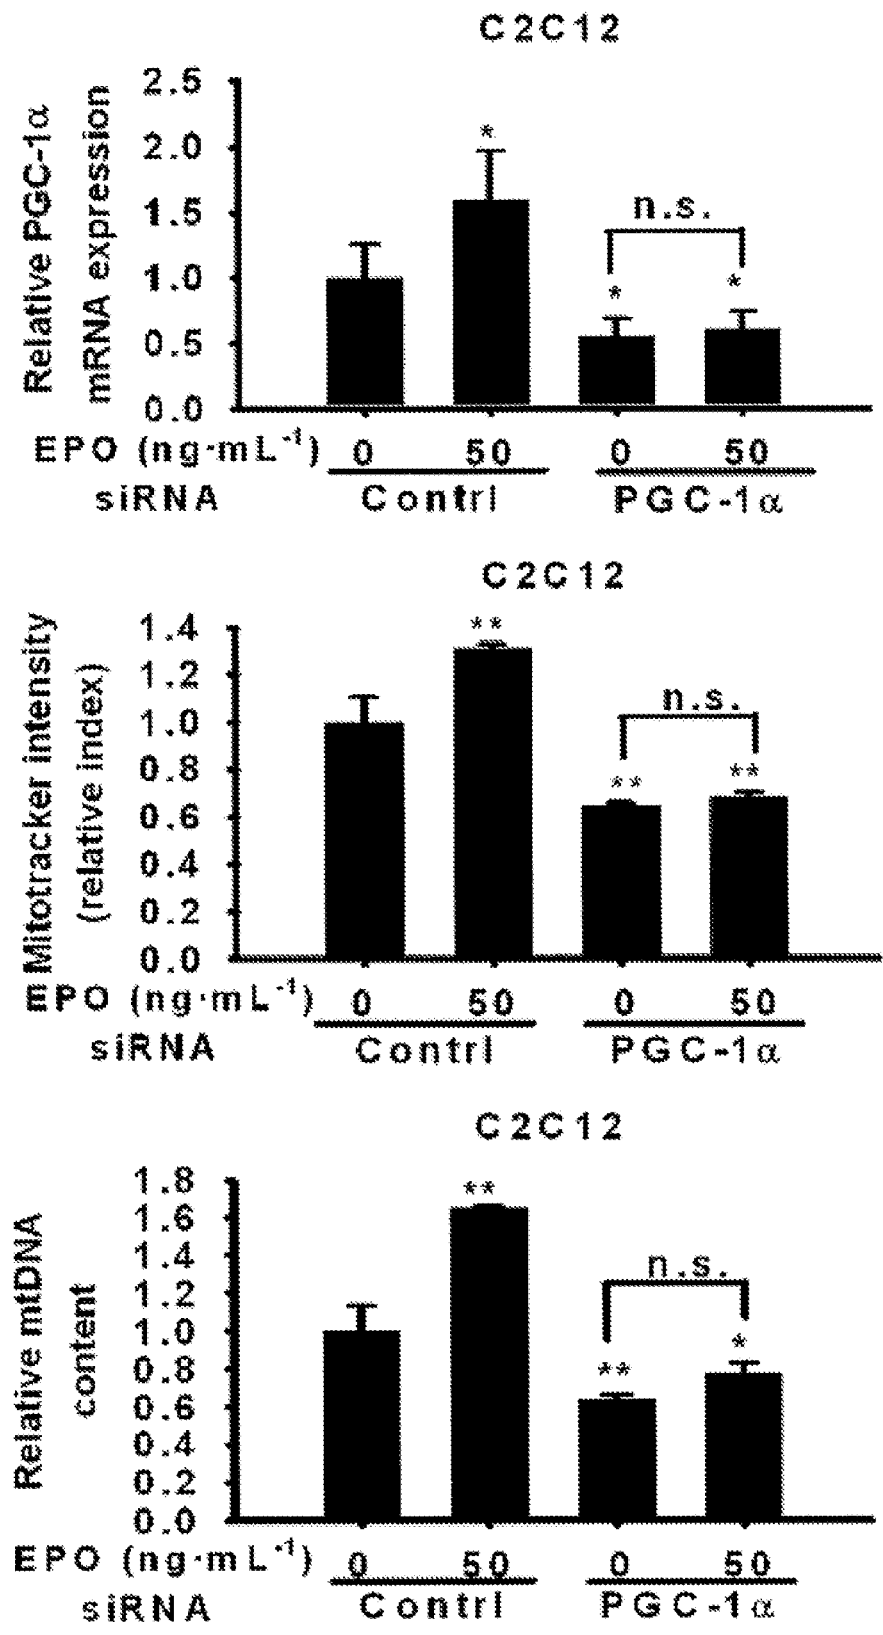 C2C12
Relative PGC-1α
mRNA expression
2.5
2.0
1.5
1.0
0.5
0.0
*
n.s.
*
*
EPO (ng·mL-1) 0 50 0 50
siRNA Contrl PGC-1α
C2C12
Mitotracker intensity
(relative index)
1.4
1.2
1.0
0.8
0.6
0.4
0.2
0.0
**
n.s.
**
**
EPO (ng·mL-1) 0 50 0 50
siRNA Contrl PGC-1α
C2C12
Relative mtDNA
content
1.8
1.6
1.4
1.2
1.0
0.8
0.6
0.4
0.2
0.0
**
n.s.
**
*
EPO (ng·mL-1) 0 50 0 50
siRNA Contrl PGC-1α